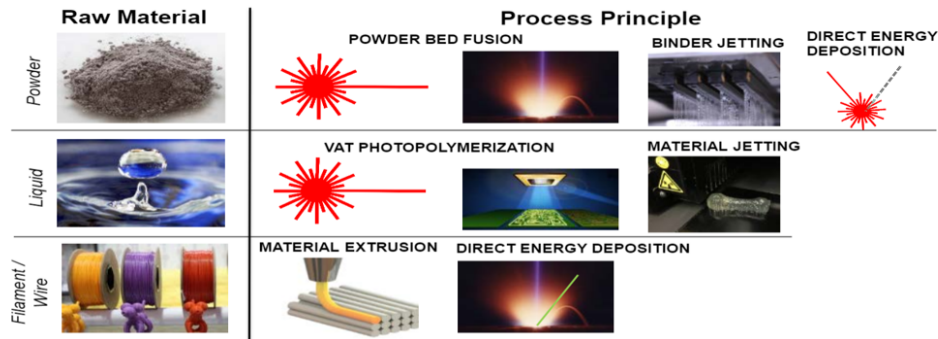 Raw Material
Process Principle
Powder
POWDER BED FUSION
BINDER JETTING
DIRECT ENERGY
DEPOSITION
Liquid
VAT PHOTOPOLYMERIZATION
MATERIAL JETTING
Filament /
Wire
MATERIAL EXTRUSION
DIRECT ENERGY DEPOSITION